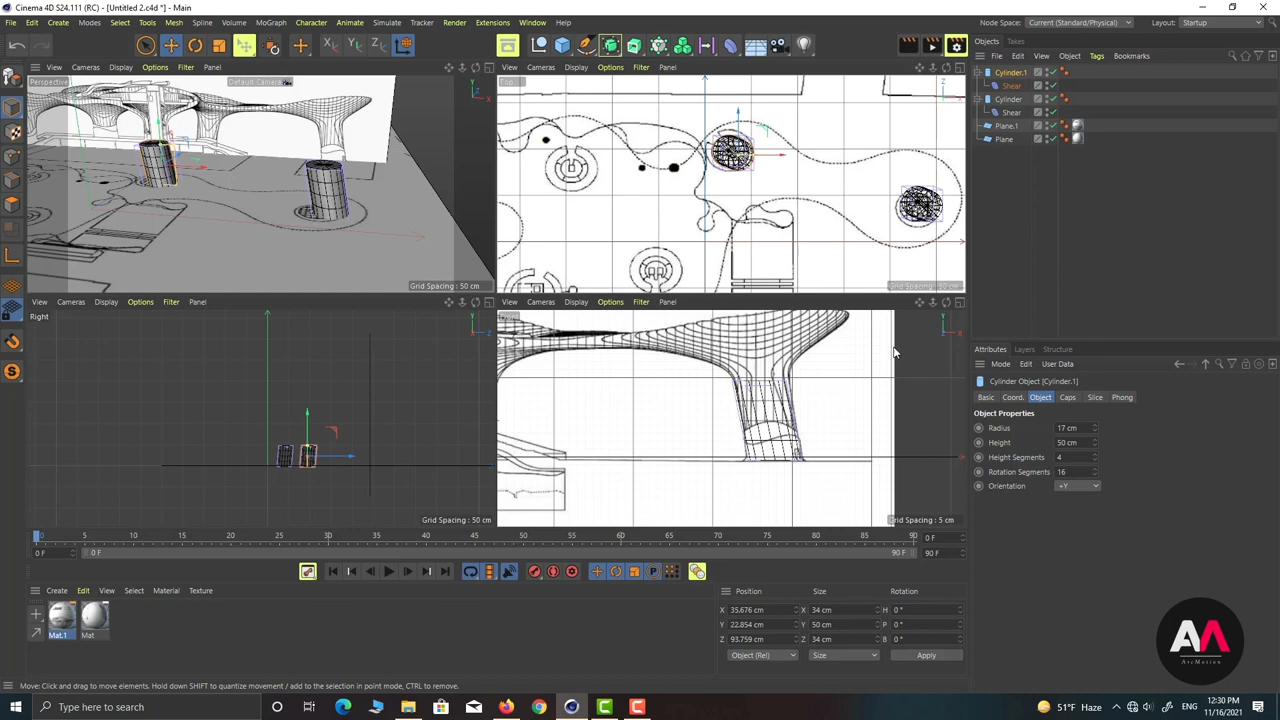 Cinema 4D S24.111 (RC) - [Untitled 2.c4d *] - Main
File Edit Create Modes Select Tools Mesh Spline Volume MoGraph Character Animate Simulate Tracker Render Extensions Window Help
Node Space: Current (Standard/Physical) Layout: Startup
X Y Z
Objects Takes
File Edit View Object Tags Bookmarks
View Cameras Display Options Filter Panel
View Cameras Display Options Filter Panel
Perspective Default Camera
Top
Cylinder.1
Shear
Cylinder
Shear
Plane.1
Plane
Grid Spacing : 50 cm
Grid Spacing : 50 cm
View Cameras Display Options Filter Panel
View Cameras Display Options Filter Panel
Right
Front
Attributes Layers Structure
Mode Edit User Data
Cylinder Object [Cylinder.1]
Basic Coord. Object Caps Slice Phong
Object Properties
Radius 17 cm
Height 50 cm
Height Segments 4
Rotation Segments 16
Orientation +Y
Grid Spacing : 50 cm
Grid Spacing : 5 cm
0 5 10 15 20 25 30 35 40 45 50 55 60 65 70 75 80 85 90
0 F
0 F 0 F 90 F 90 F
Create Edit View Select Material Texture
Mat.1 Mat
Position Size Rotation
X 35.676 cm X 34 cm H 0 °
Y 22.854 cm Y 50 cm P 0 °
Z 93.759 cm Z 34 cm B 0 °
Object (Rel) Size Apply
ArcMotion
Move: Click and drag to move elements. Hold down SHIFT to quantize movement / add to the selection in point mode, CTRL to remove.
Type here to search
51°F Haze
12:30 PM
11/16/2021